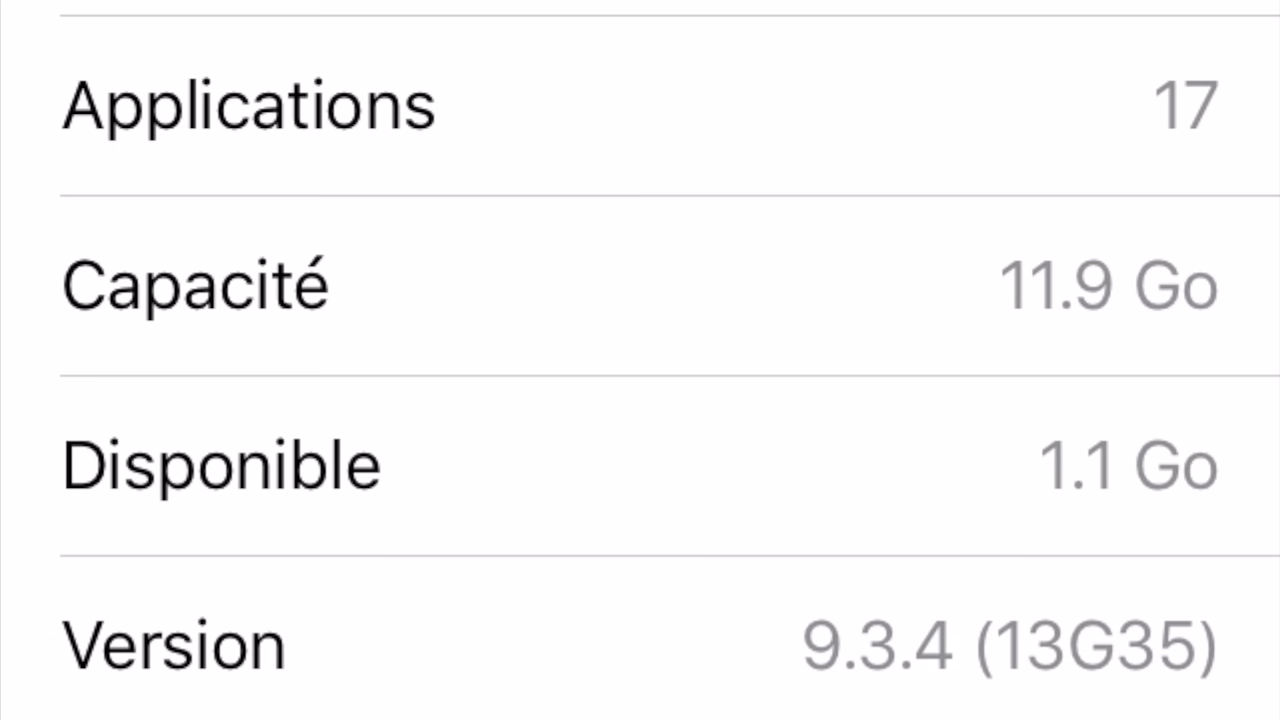 Applications 17
Capacité 11.9 Go
Disponible 1.1 Go
Version 9.3.4 (13G35)